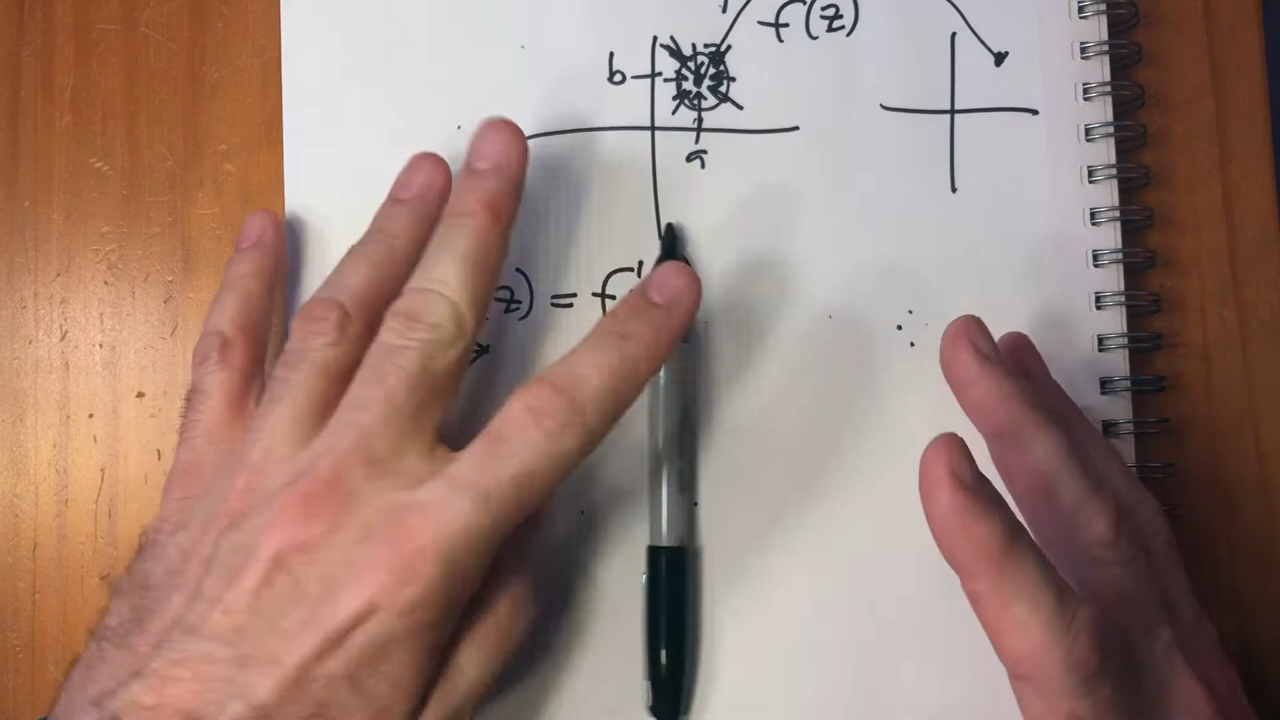 f(z)
b
a
z) = f'